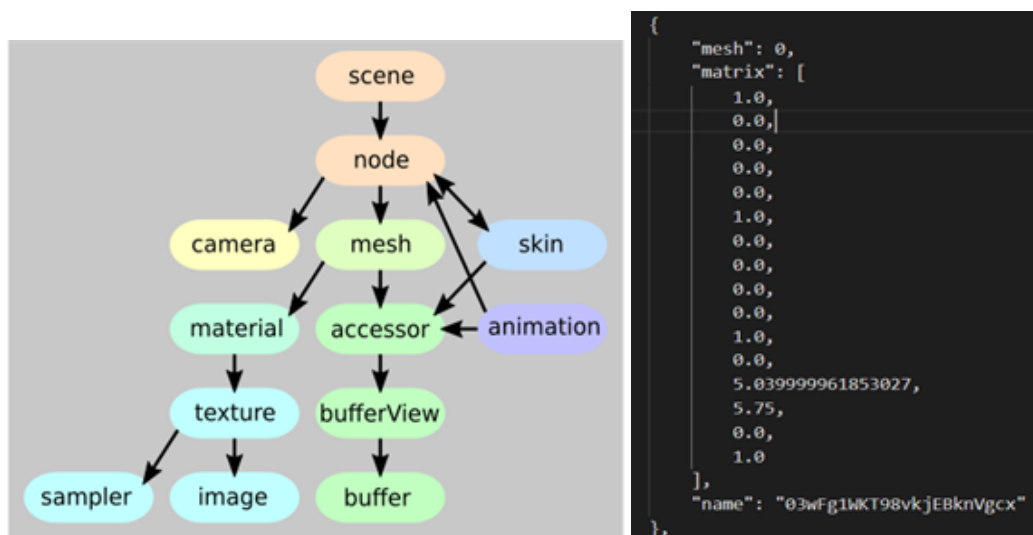 scene
node
camera
mesh
skin
material
accessor
animation
texture
bufferView
sampler
image
buffer
{
"mesh": 0,
"matrix": [
1.0,
0.0,
0.0,
0.0,
0.0,
1.0,
0.0,
0.0,
0.0,
0.0,
1.0,
0.0,
5.039999961853027,
5.75,
0.0,
1.0
],
"name": "03wFg1WKT98vkjEBknVgcx"
},